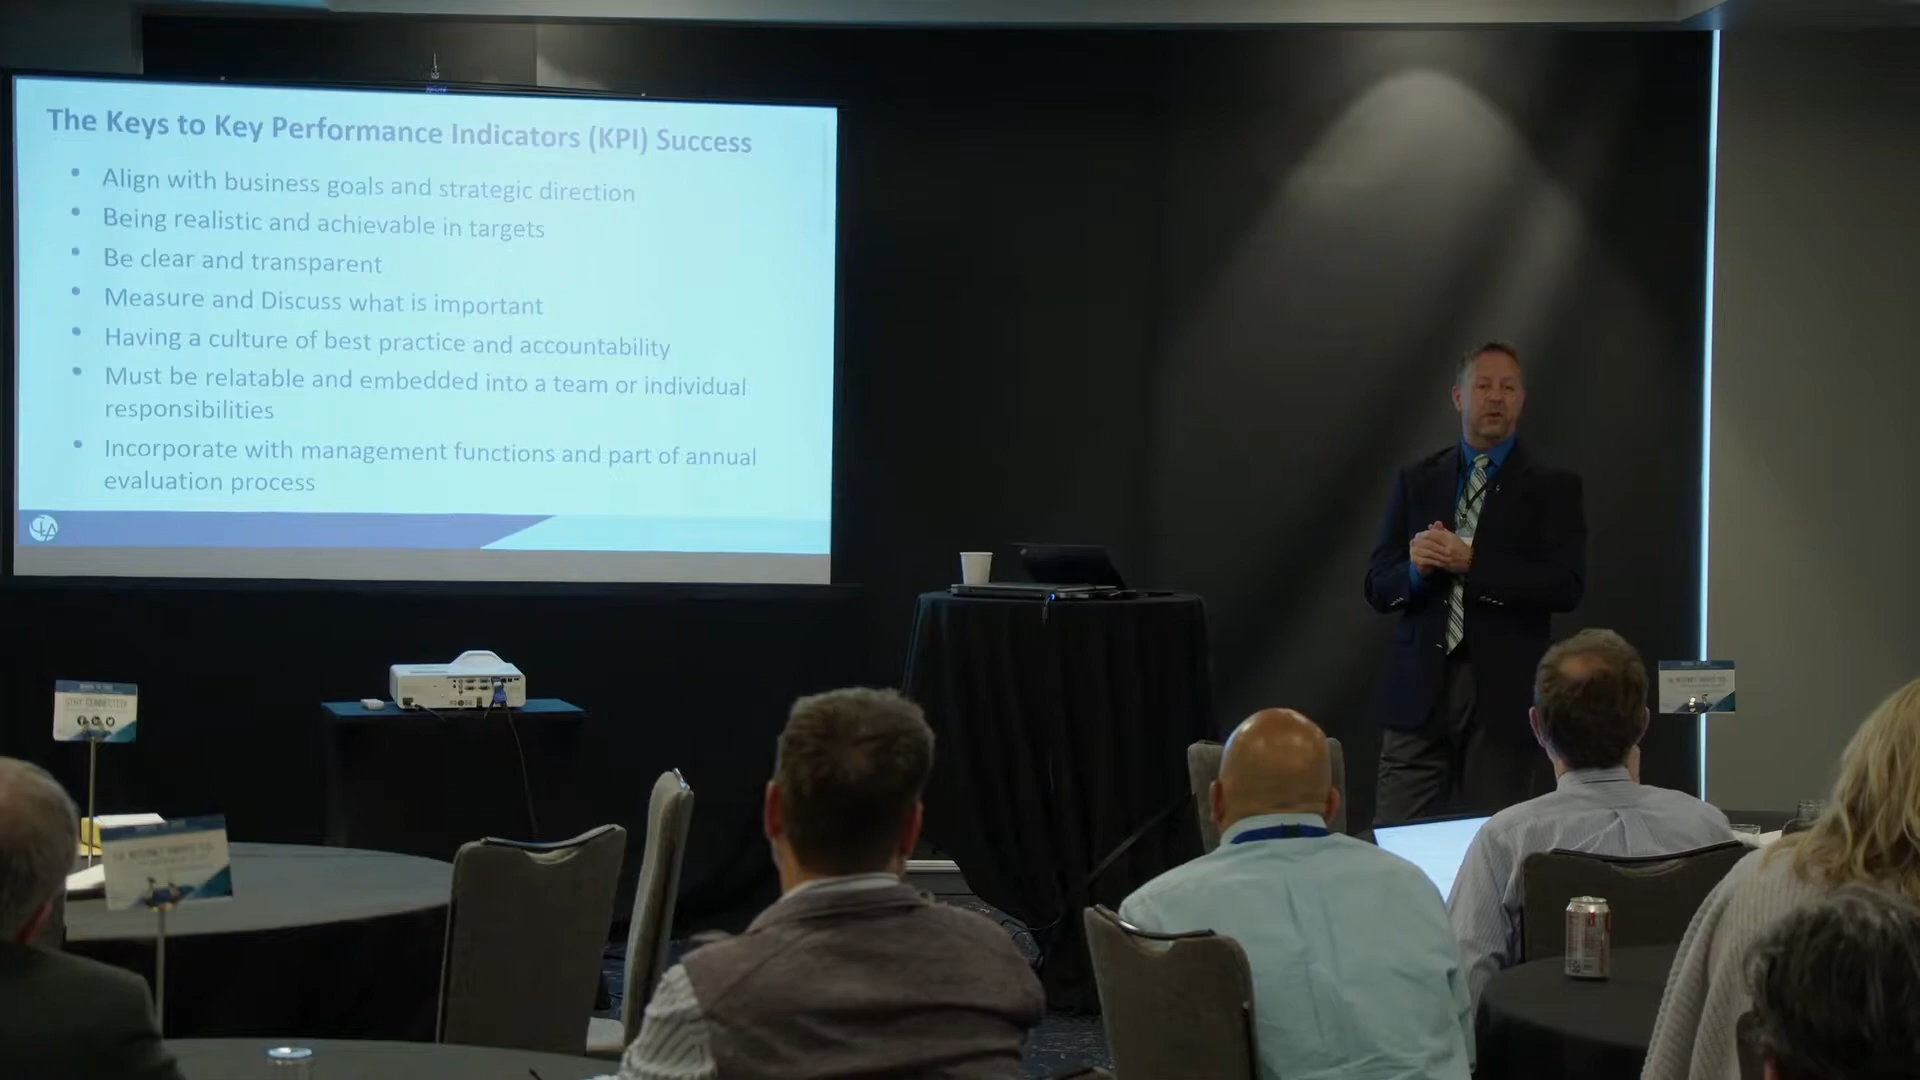 The Keys to Key Performance Indicators (KPI) Success
• Align with business goals and strategic direction
• Being realistic and achievable in targets
• Be clear and transparent
• Measure and Discuss what is important
• Having a culture of best practice and accountability
• Must be relatable and embedded into a team or individual
responsibilities
• Incorporate with management functions and part of annual
evaluation process
CLA
STAY CONNECTED